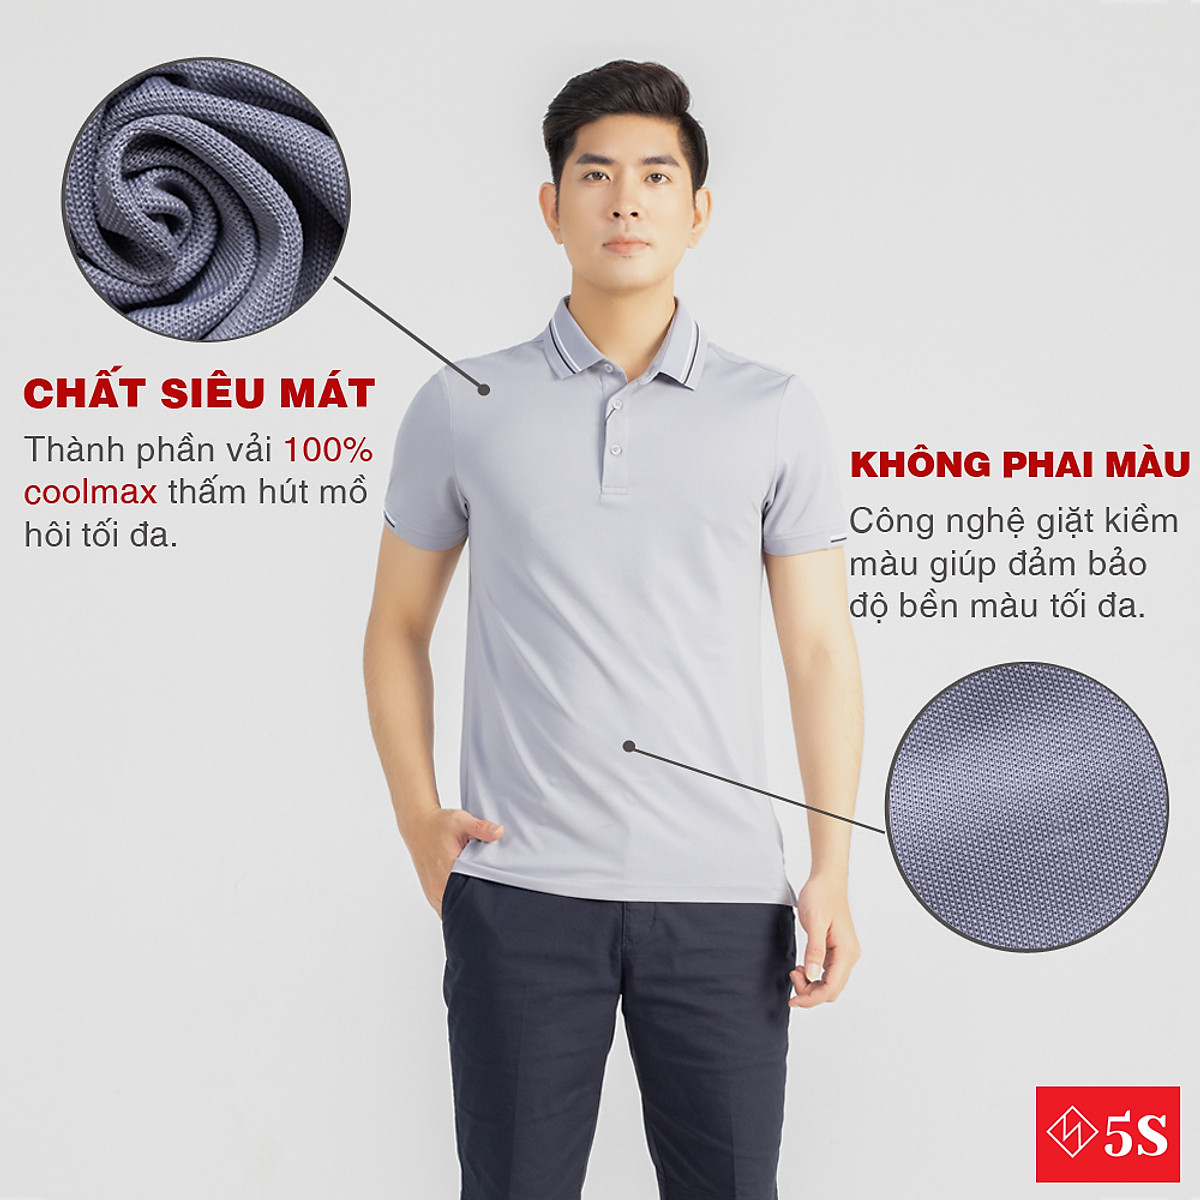 CHẤT SIÊU MÁT
Thành phần vải 100%
coolmax thấm hút mồ
hôi tối đa.
KHÔNG PHAI MÀU
Công nghệ giặt kiềm
màu giúp đảm bảo
độ bền màu tối đa.
5S